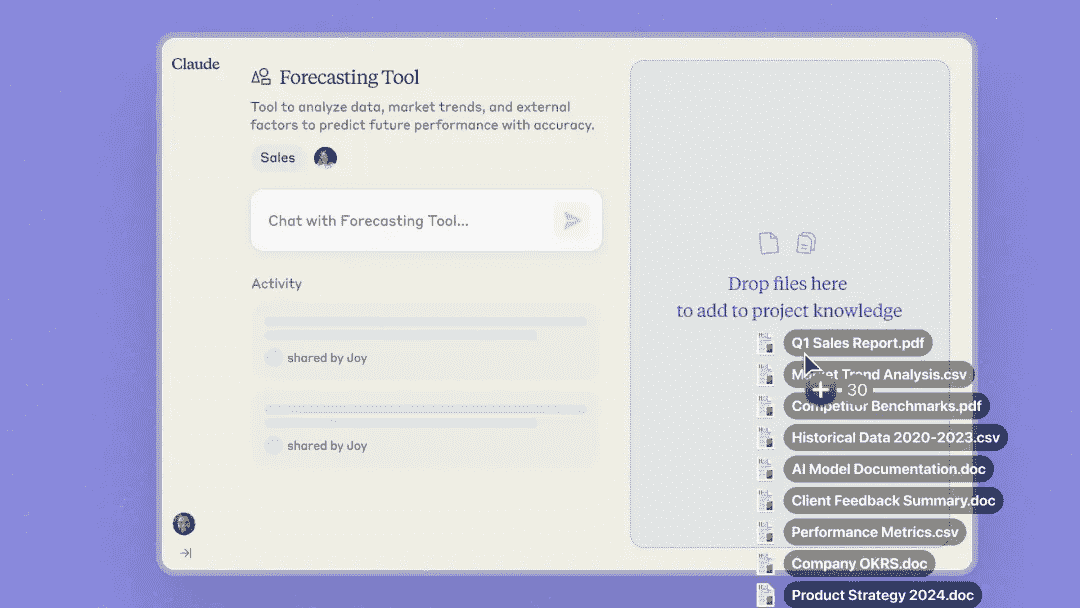 Claude
Forecasting Tool
Tool to analyze data, market trends, and external
factors to predict future performance with accuracy.
Sales
Chat with Forecasting Tool...
Activity
shared by Joy
shared by Joy
Drop files here
to add to project knowledge
Q1 Sales Report.pdf
Market Trend Analysis.csv
30
Competitor Benchmarks.pdf
Historical Data 2020-2023.csv
AI Model Documentation.doc
Client Feedback Summary.doc
Performance Metrics.csv
Company OKRS.doc
Product Strategy 2024.doc